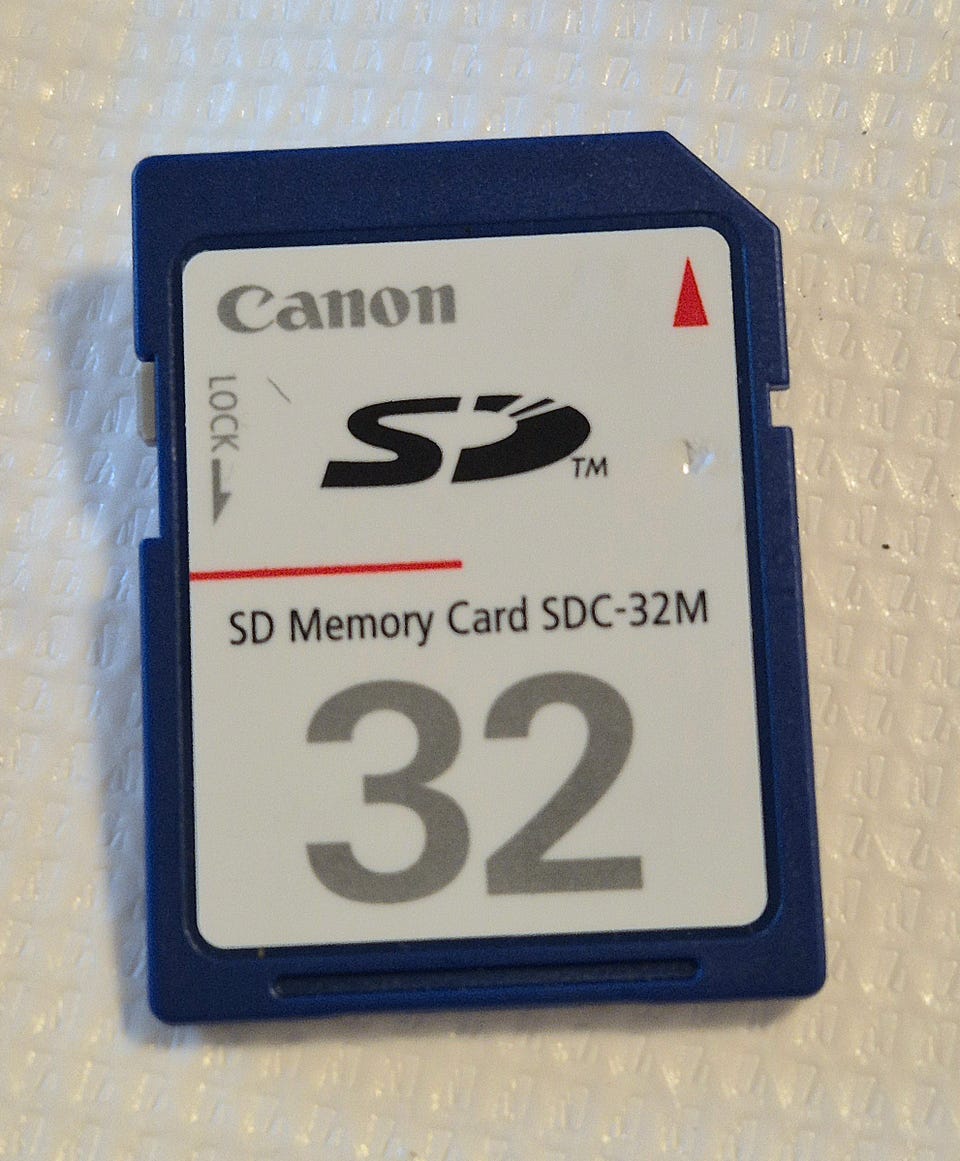 Canon
LOCK
SD™
SD Memory Card SDC-32M
32